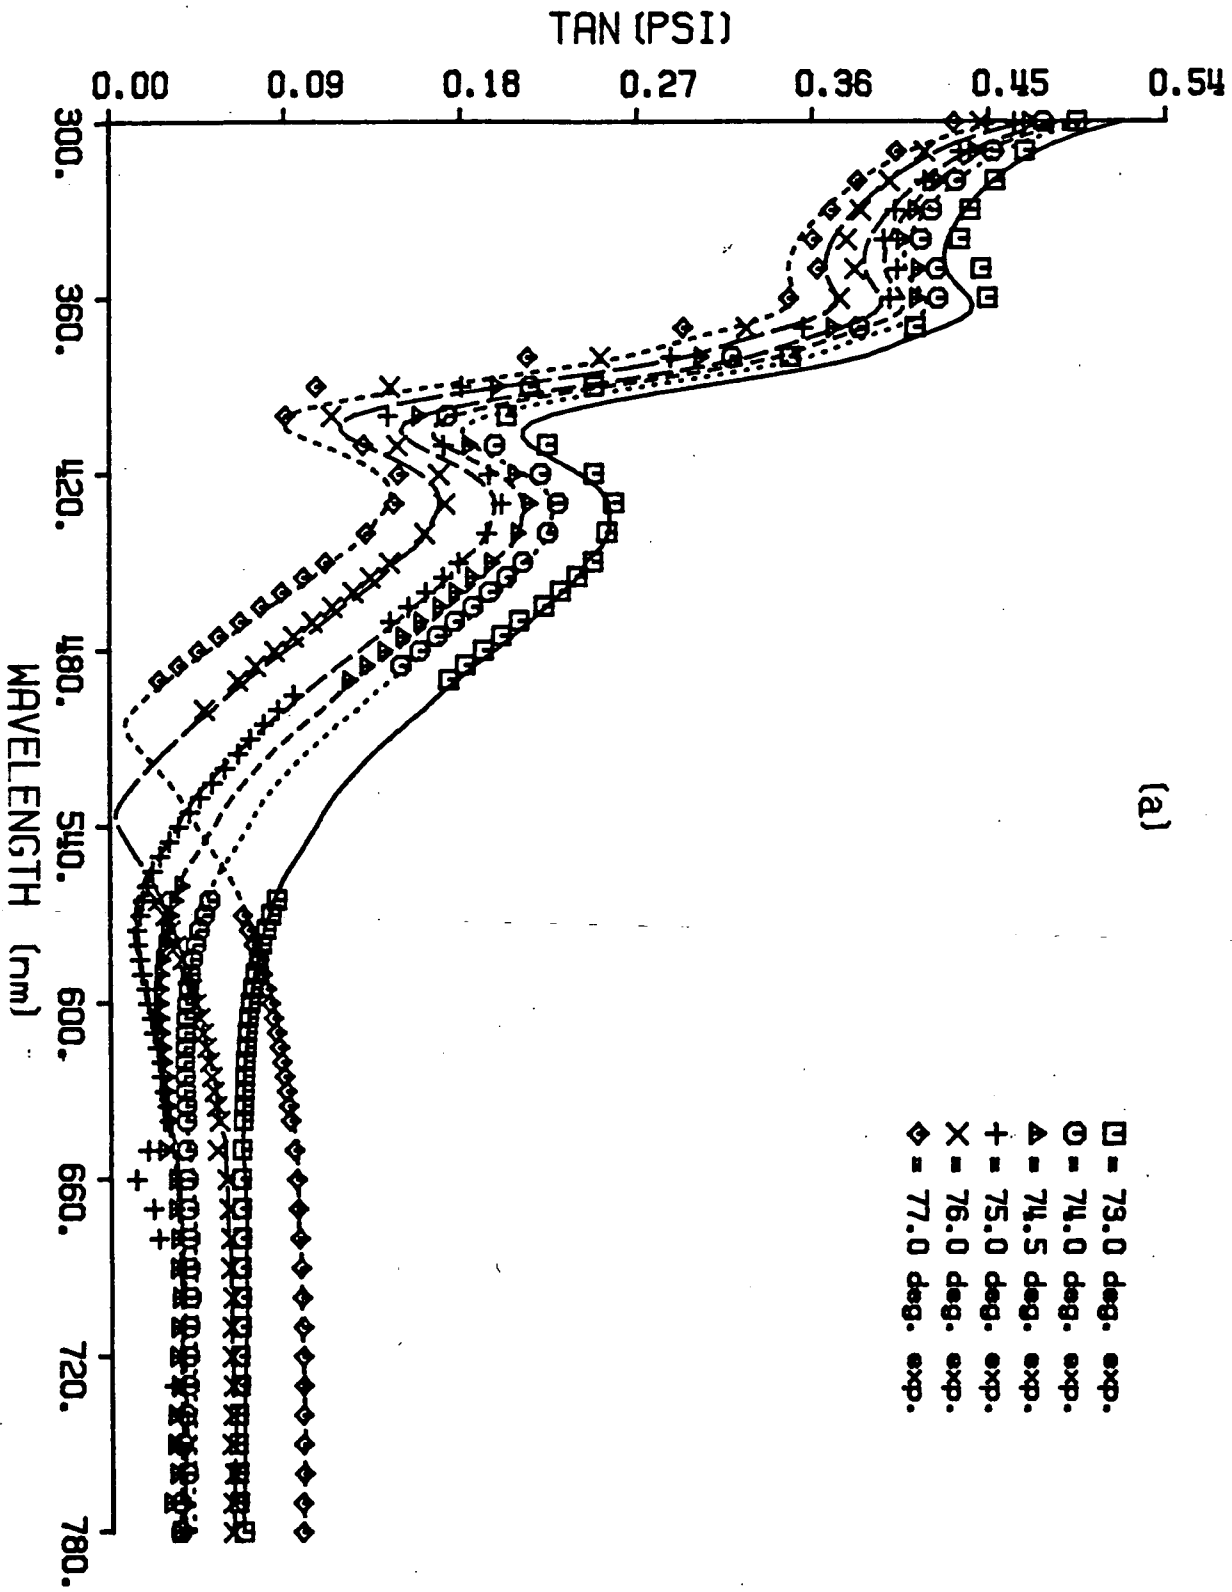 (a)
□ = 73.0 deg. exp.
○ = 74.0 deg. exp.
△ = 74.5 deg. exp.
+ = 75.0 deg. exp.
× = 76.0 deg. exp.
◇ = 77.0 deg. exp.
TAN (PSI)
0.54
0.45
0.36
0.27
0.18
0.09
0.00
300.
360.
420.
480.
540.
600.
660.
720.
780.
WAVELENGTH (nm)